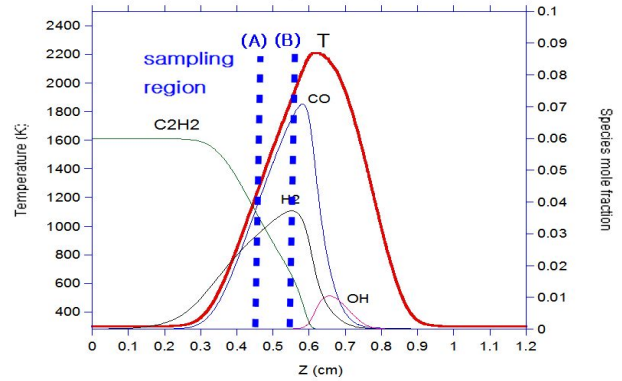 2400
2200
2000
1800
1600
1400
1200
1000
800
600
400
Temperature (K)
sampling
region
(A) (B)
T
C2H2
CO
H2
OH
0.1
0.09
0.08
0.07
0.06
0.05
0.04
0.03
0.02
0.01
0
Species mole fraction
0 0.1 0.2 0.3 0.4 0.5 0.6 0.7 0.8 0.9 1 1.1 1.2
Z (cm)